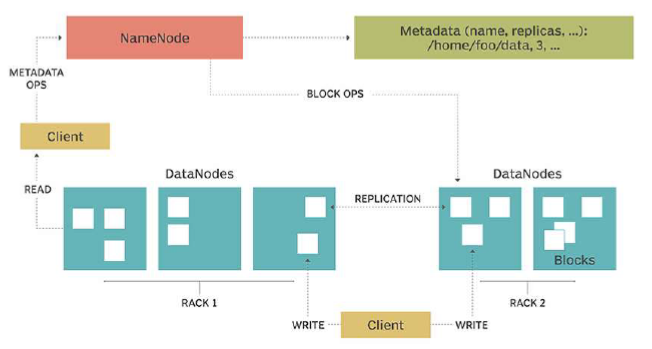 NameNode
Metadata (name, replicas, ...):
/home/foo/data, 3, ...
METADATA
OPS
BLOCK OPS
Client
DataNodes
DataNodes
READ
REPLICATION
Blocks
RACK 1
RACK 2
WRITE
Client
WRITE